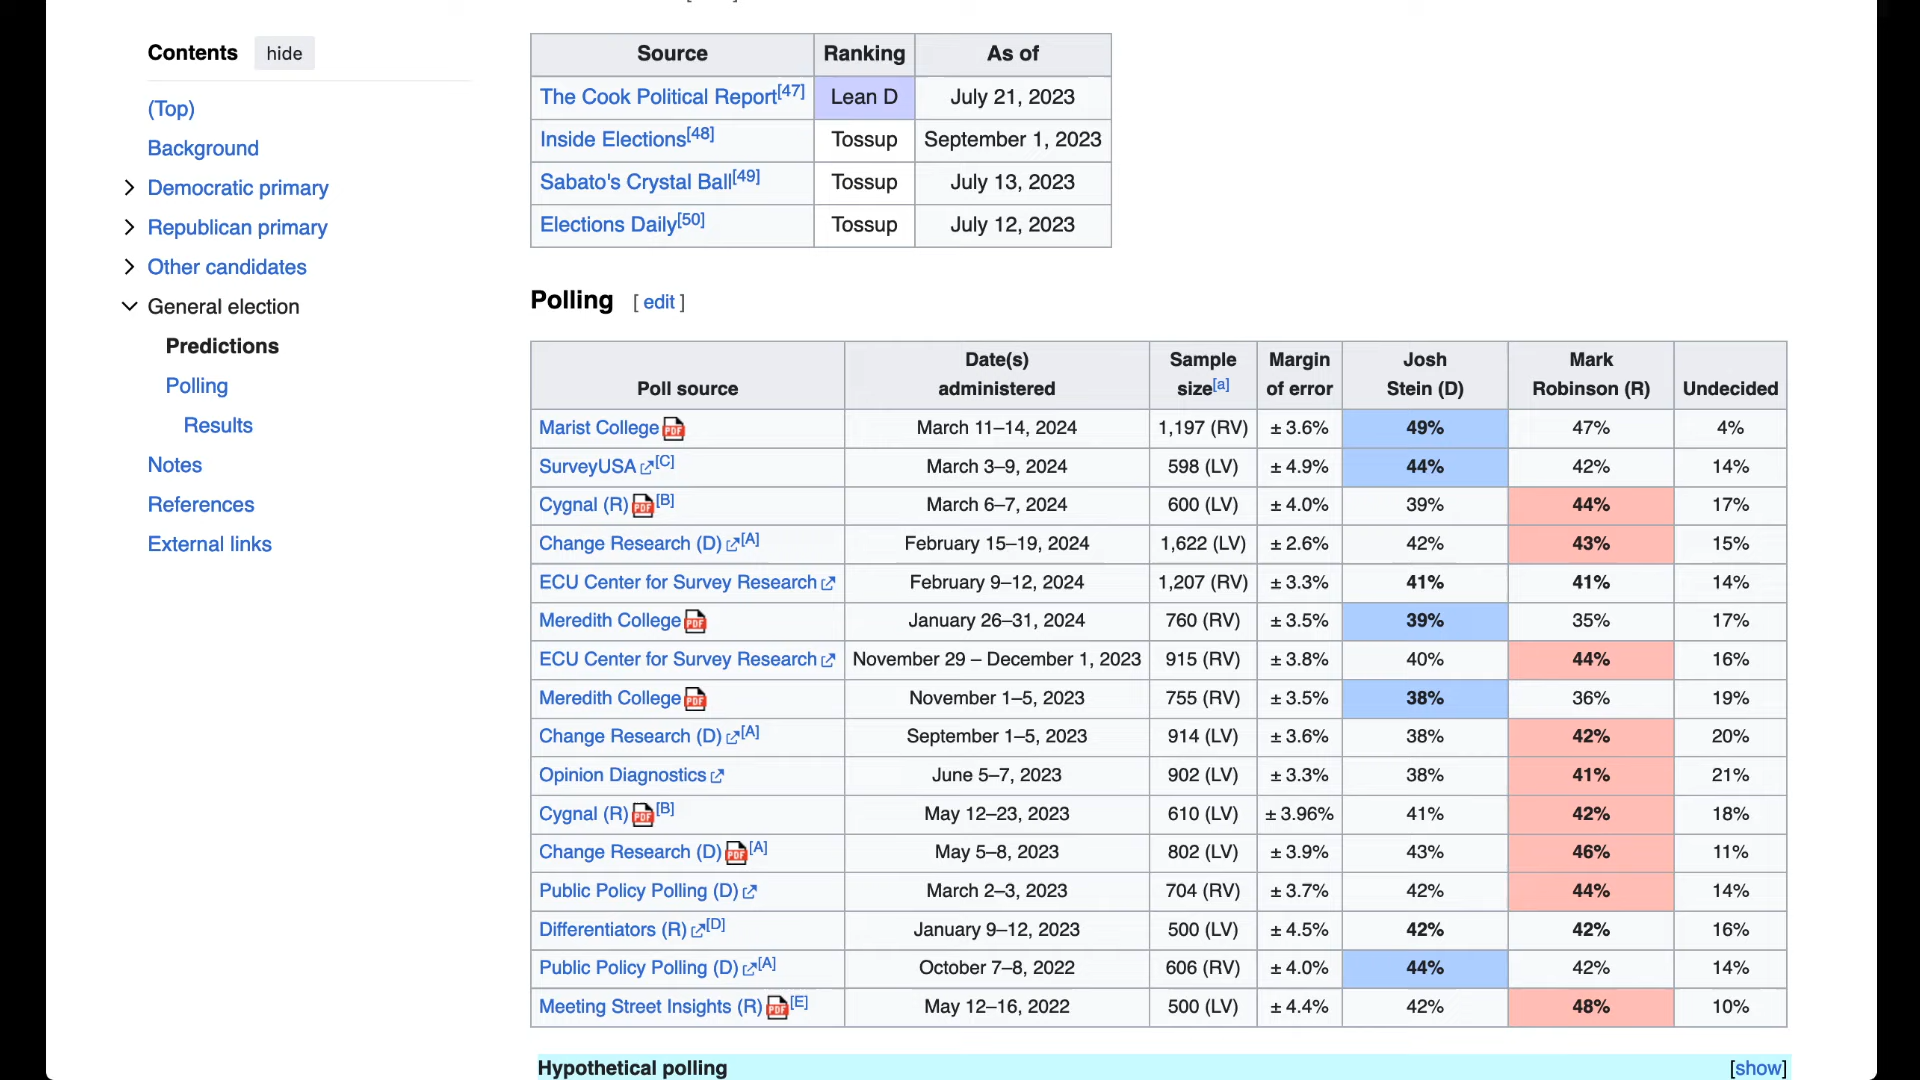 Contents hide
(Top)
Background
Democratic primary
Republican primary
Other candidates
General election
Predictions
Polling
Results
Notes
References
External links
Source Ranking As of
The Cook Political Report[47] Lean D July 21, 2023
Inside Elections[48] Tossup September 1, 2023
Sabato's Crystal Ball[49] Tossup July 13, 2023
Elections Daily[50] Tossup July 12, 2023
Polling [ edit ]
Poll source Date(s) administered Sample size[a] Margin of error Josh Stein (D) Mark Robinson (R) Undecided
Marist College PDF March 11–14, 2024 1,197 (RV) ± 3.6% 49% 47% 4%
SurveyUSA [C] March 3–9, 2024 598 (LV) ± 4.9% 44% 42% 14%
Cygnal (R) PDF [B] March 6–7, 2024 600 (LV) ± 4.0% 39% 44% 17%
Change Research (D) [A] February 15–19, 2024 1,622 (LV) ± 2.6% 42% 43% 15%
ECU Center for Survey Research February 9–12, 2024 1,207 (RV) ± 3.3% 41% 41% 14%
Meredith College PDF January 26–31, 2024 760 (RV) ± 3.5% 39% 35% 17%
ECU Center for Survey Research November 29 – December 1, 2023 915 (RV) ± 3.8% 40% 44% 16%
Meredith College PDF November 1–5, 2023 755 (RV) ± 3.5% 38% 36% 19%
Change Research (D) [A] September 1–5, 2023 914 (LV) ± 3.6% 38% 42% 20%
Opinion Diagnostics June 5–7, 2023 902 (LV) ± 3.3% 38% 41% 21%
Cygnal (R) PDF [B] May 12–23, 2023 610 (LV) ± 3.96% 41% 42% 18%
Change Research (D) PDF [A] May 5–8, 2023 802 (LV) ± 3.9% 43% 46% 11%
Public Policy Polling (D) March 2–3, 2023 704 (RV) ± 3.7% 42% 44% 14%
Differentiators (R) [D] January 9–12, 2023 500 (LV) ± 4.5% 42% 42% 16%
Public Policy Polling (D) [A] October 7–8, 2022 606 (RV) ± 4.0% 44% 42% 14%
Meeting Street Insights (R) PDF [E] May 12–16, 2022 500 (LV) ± 4.4% 42% 48% 10%
Hypothetical polling [show]